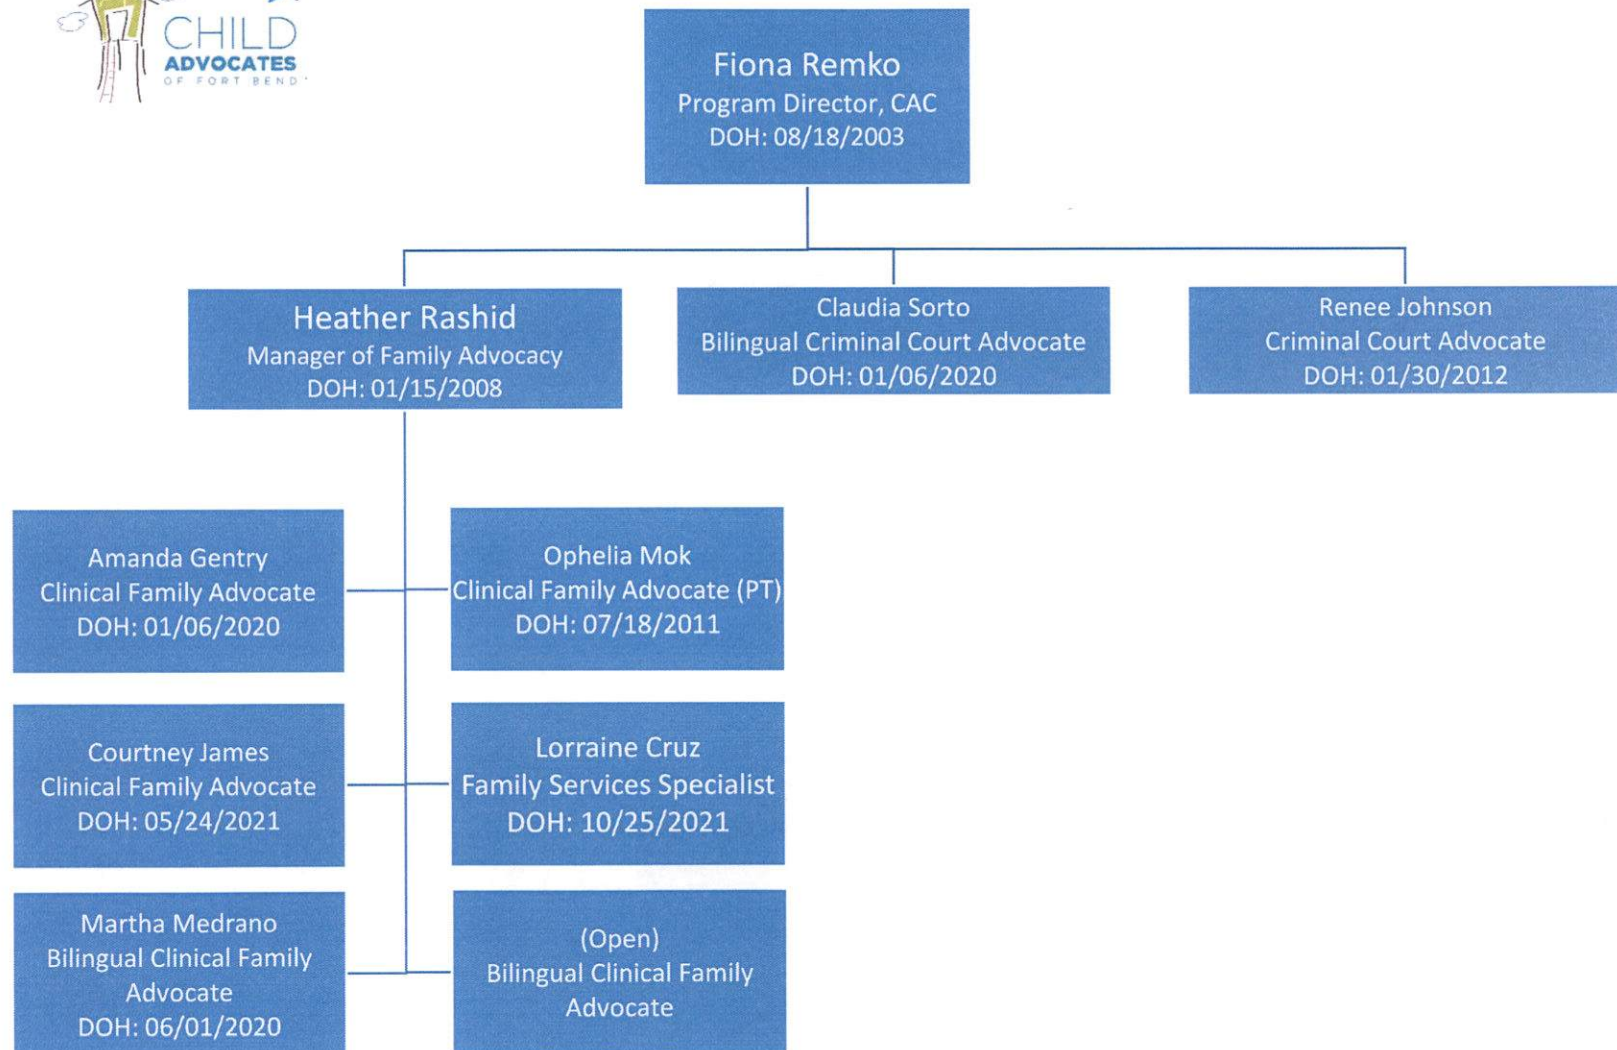 CHILD
ADVOCATES
OF FORT BEND
Fiona Remko
Program Director, CAC
DOH: 08/18/2003
Heather Rashid
Manager of Family Advocacy
DOH: 01/15/2008
Claudia Sorto
Bilingual Criminal Court Advocate
DOH: 01/06/2020
Renee Johnson
Criminal Court Advocate
DOH: 01/30/2012
Amanda Gentry
Clinical Family Advocate
DOH: 01/06/2020
Ophelia Mok
Clinical Family Advocate (PT)
DOH: 07/18/2011
Courtney James
Clinical Family Advocate
DOH: 05/24/2021
Lorraine Cruz
Family Services Specialist
DOH: 10/25/2021
Martha Medrano
Bilingual Clinical Family
Advocate
DOH: 06/01/2020
(Open)
Bilingual Clinical Family
Advocate